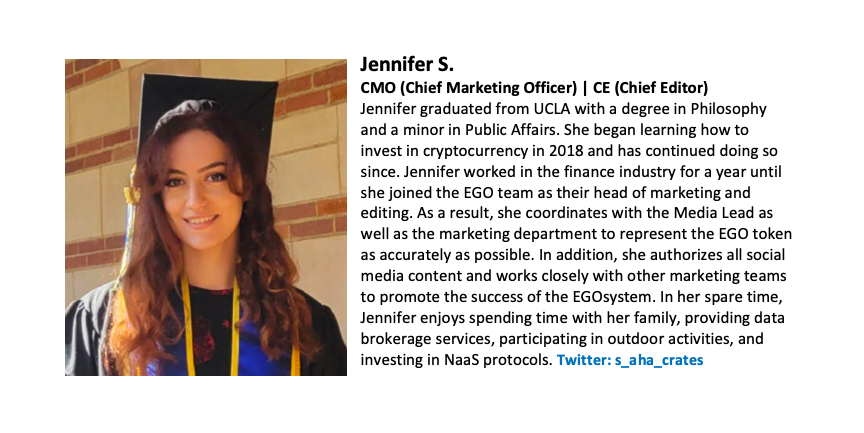 Jennifer S.
CMO (Chief Marketing Officer) | CE (Chief Editor)
Jennifer graduated from UCLA with a degree in Philosophy
and a minor in Public Affairs. She began learning how to
invest in cryptocurrency in 2018 and has continued doing so
since. Jennifer worked in the finance industry for a year until
she joined the EGO team as their head of marketing and
editing. As a result, she coordinates with the Media Lead as
well as the marketing department to represent the EGO token
as accurately as possible. In addition, she authorizes all social
media content and works closely with other marketing teams
to promote the success of the EGOsystem. In her spare time,
Jennifer enjoys spending time with her family, providing data
brokerage services, participating in outdoor activities, and
investing in NaaS protocols. Twitter: s_aha_crates